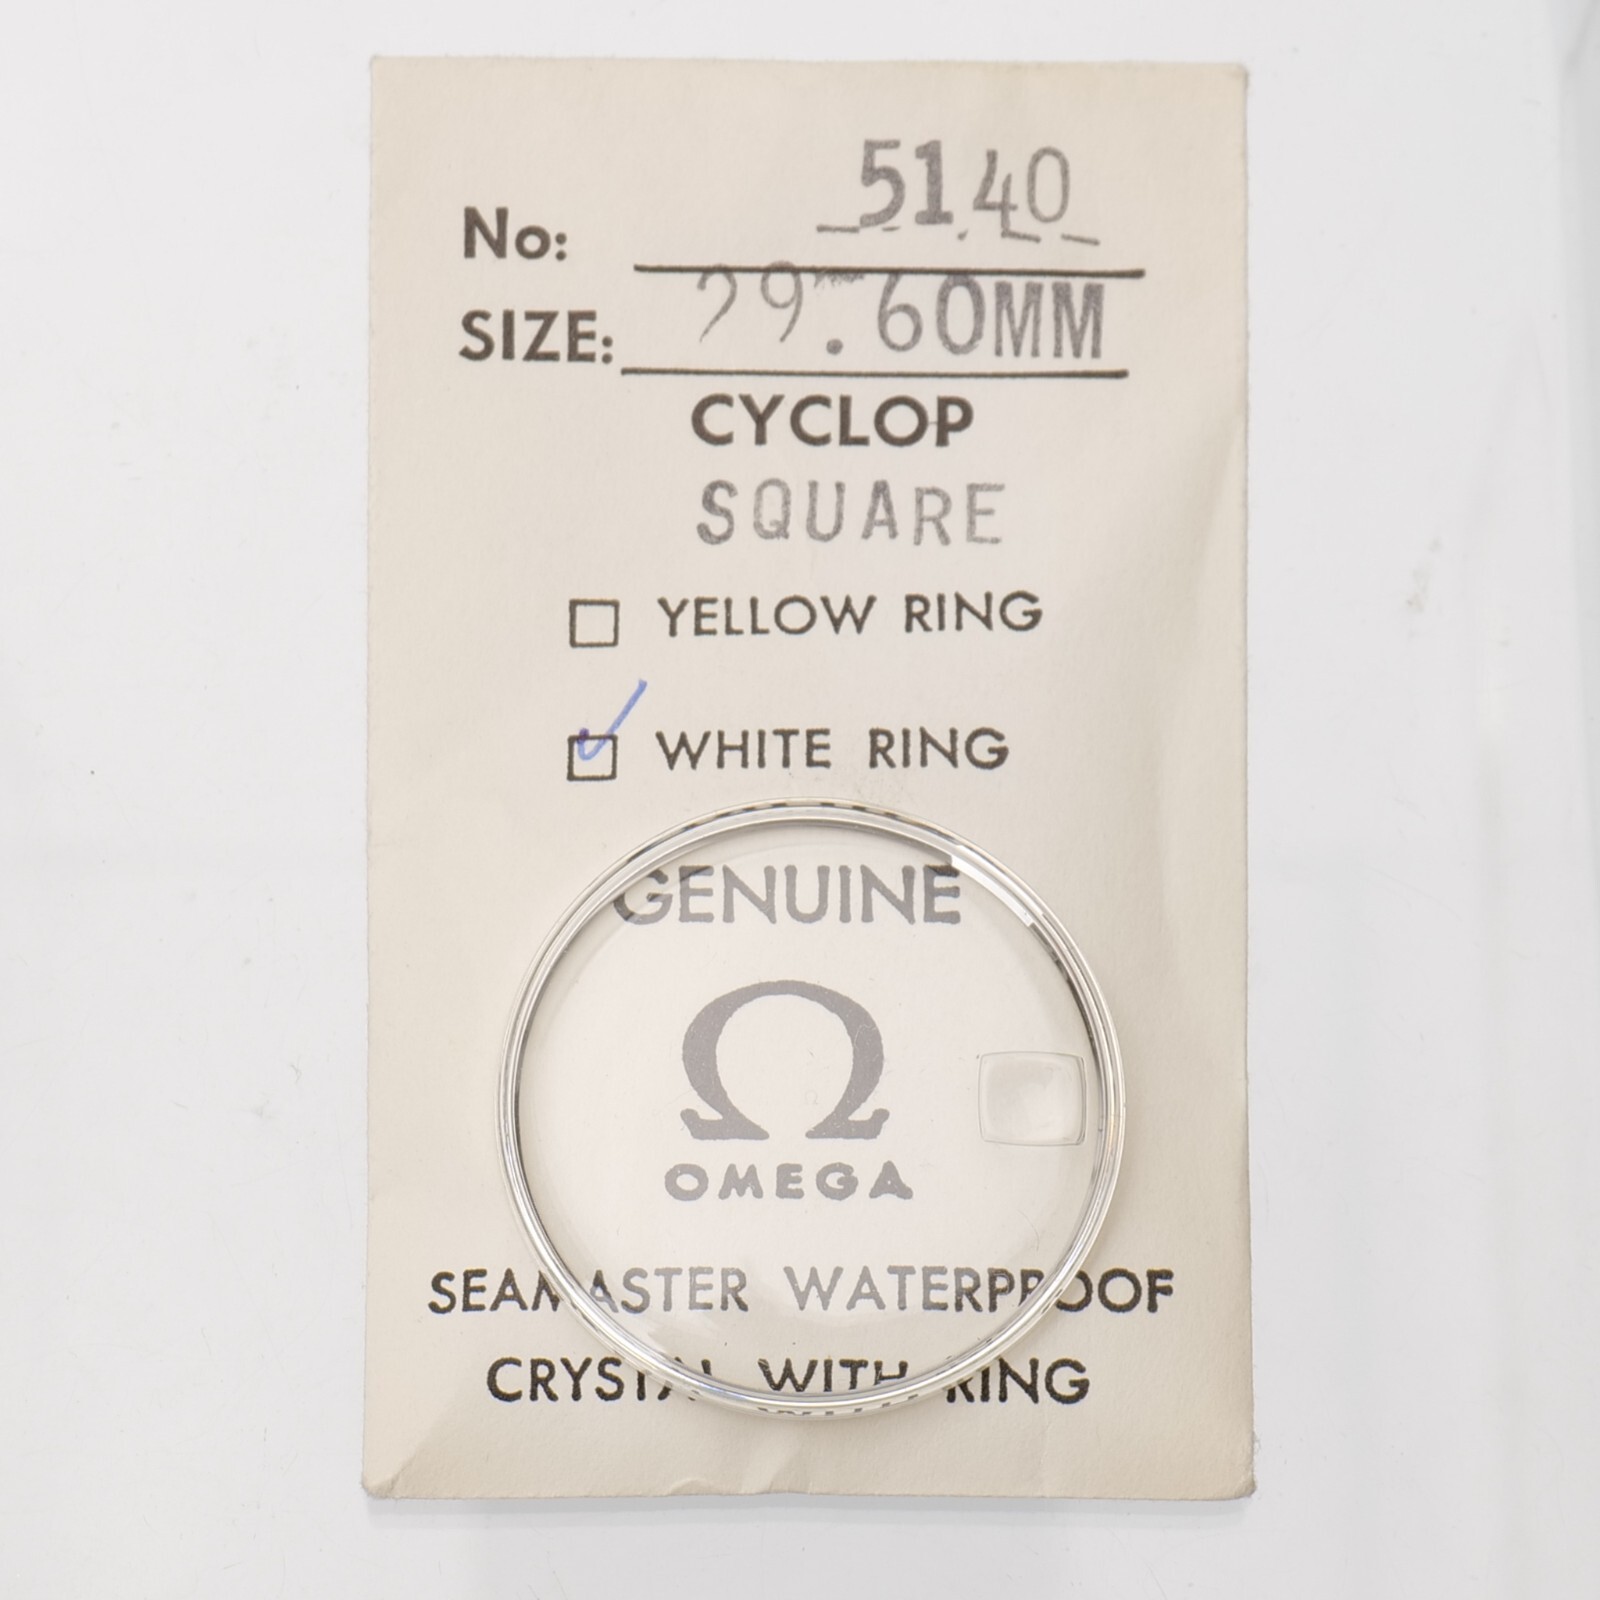 No: 5140
SIZE: 29.60MM
CYCLOP
SQUARE
YELLOW RING
WHITE RING
GENUINE
Ω
OMEGA
SEAMASTER WATERPROOF
CRYSTAL WITH RING